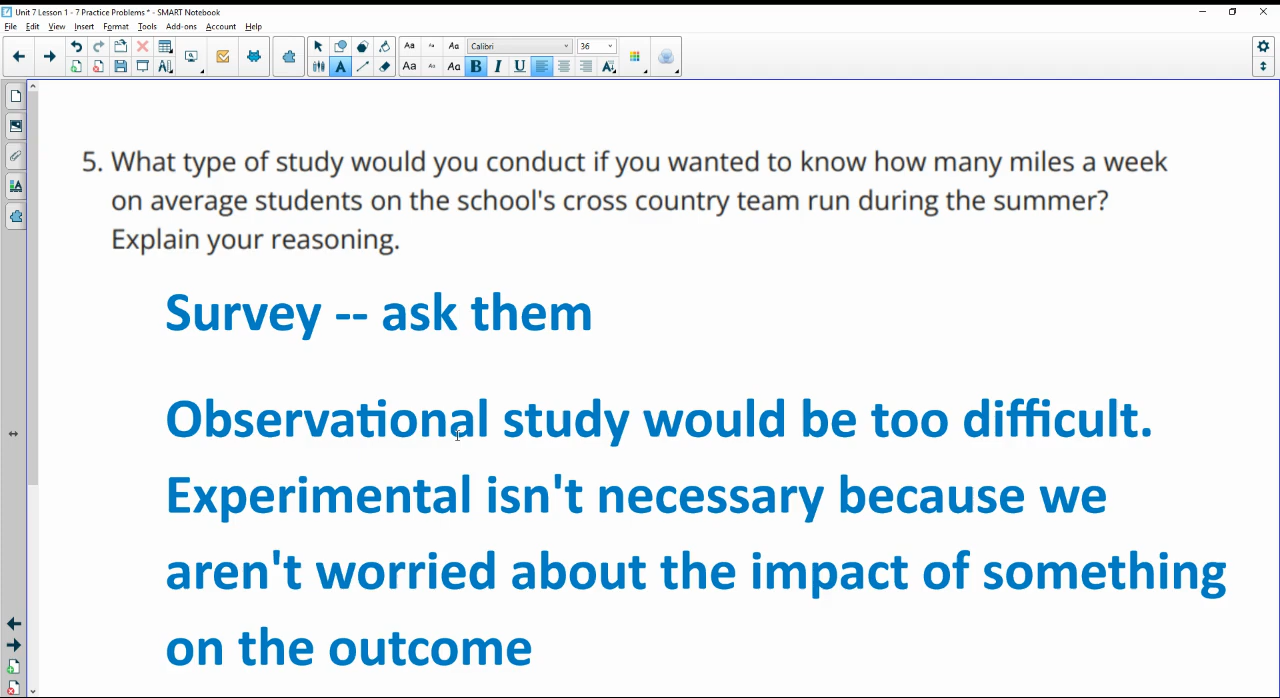 Unit 7 Lesson 1 - 7 Practice Problems * - SMART Notebook
File Edit View Insert Format Tools Add-ons Account Help
Calibri 36
5. What type of study would you conduct if you wanted to know how many miles a week
on average students on the school's cross country team run during the summer?
Explain your reasoning.
Survey -- ask them
Observational study would be too difficult.
Experimental isn't necessary because we
aren't worried about the impact of something
on the outcome